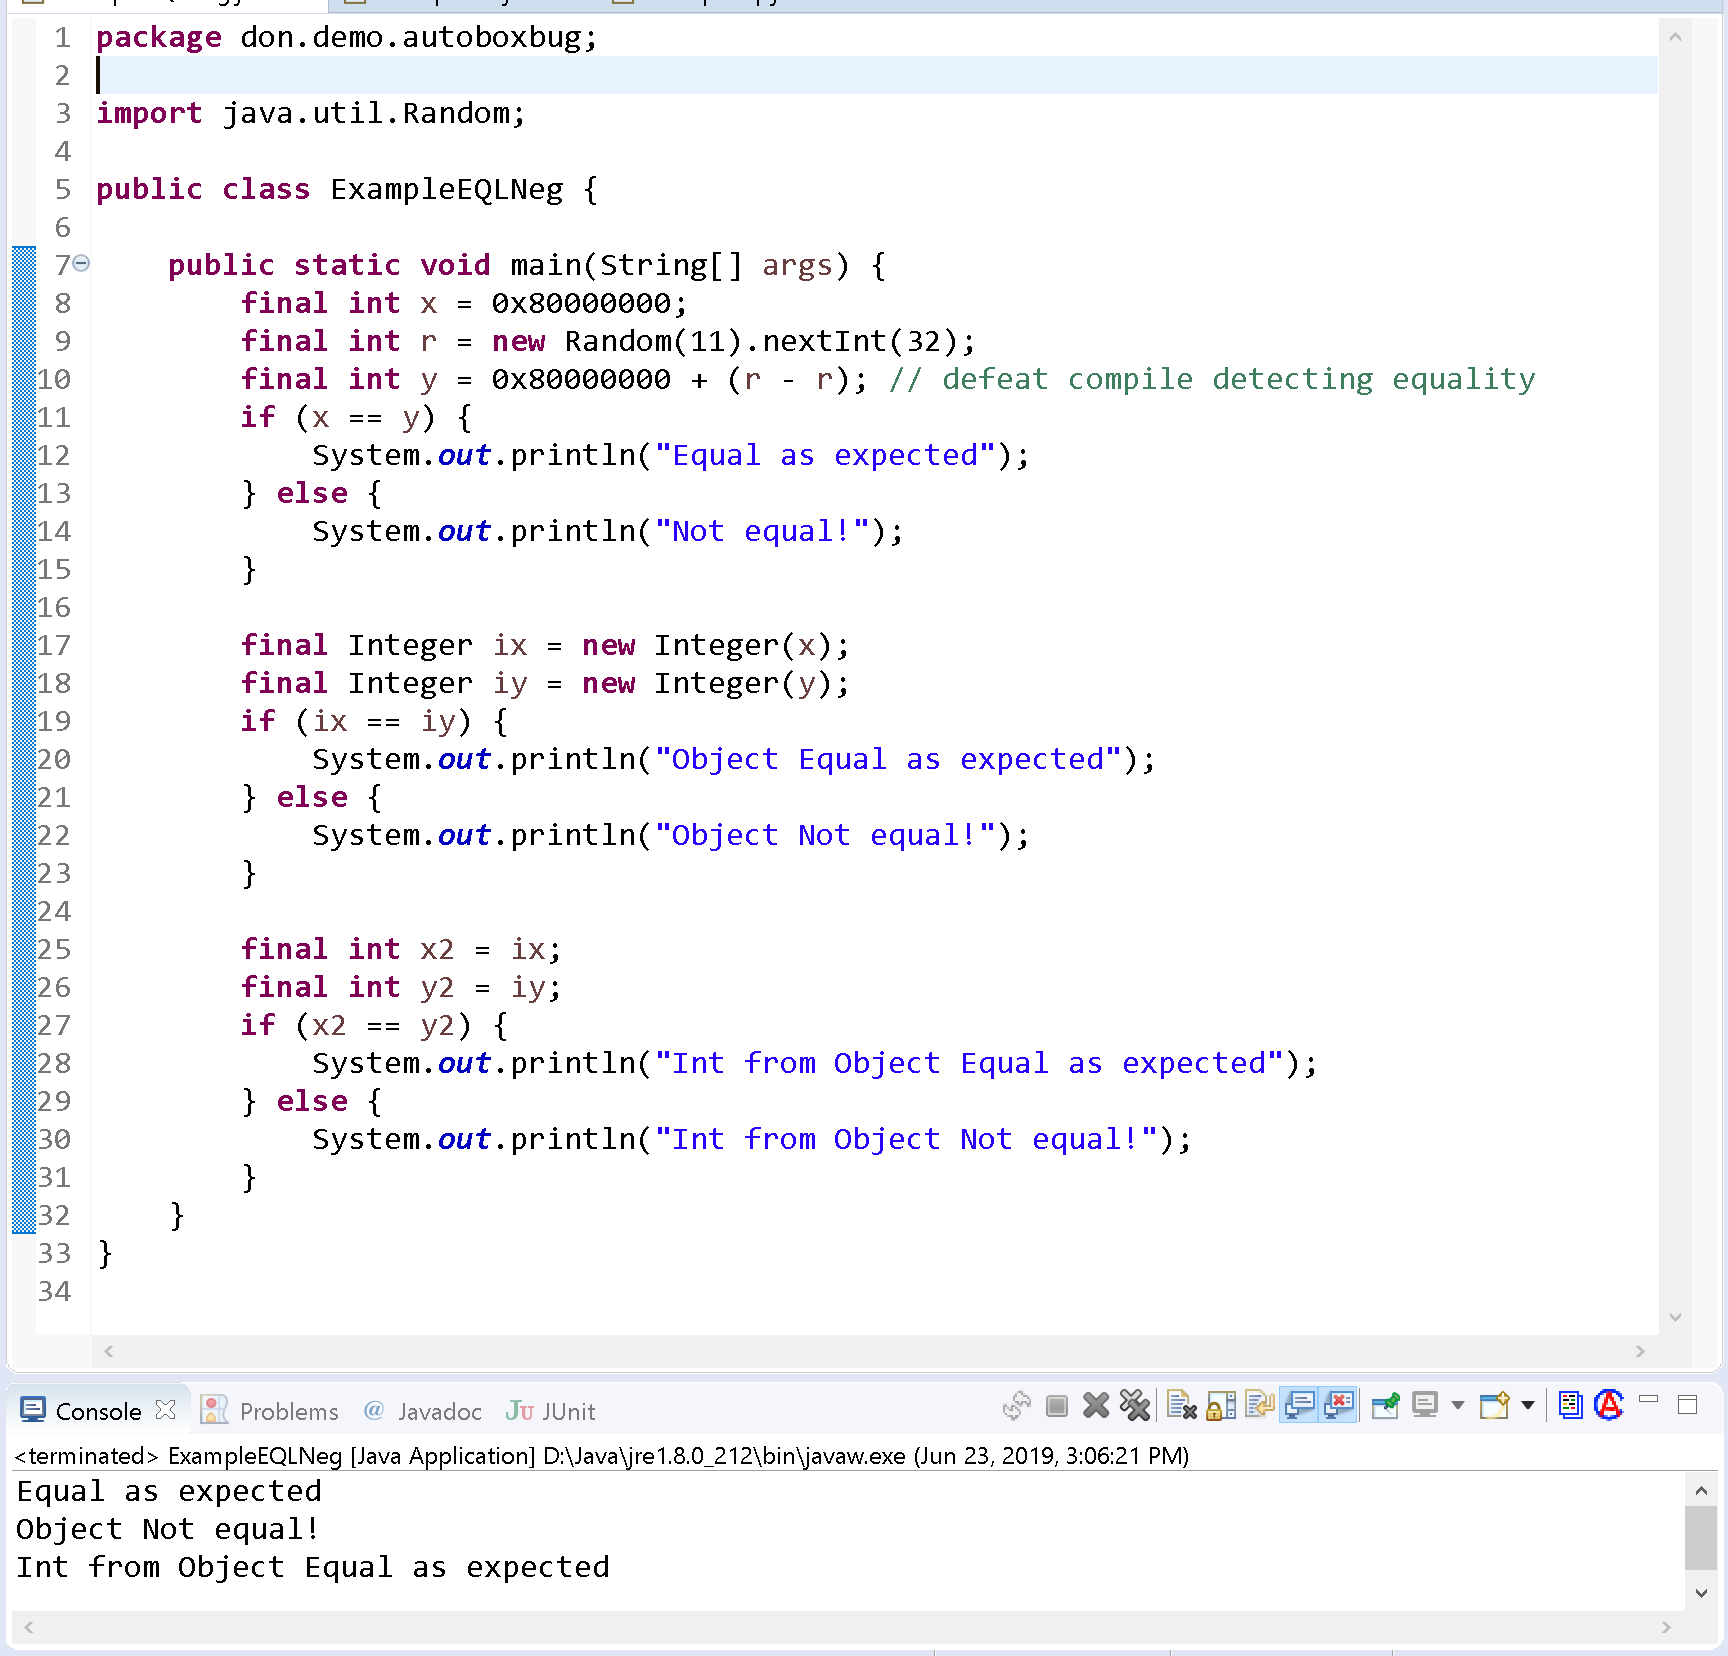 1 package don.demo.autoboxbug;
2
3 import java.util.Random;
4
5 public class ExampleEQLNeg {
6
7     public static void main(String[] args) {
8         final int x = 0x80000000;
9         final int r = new Random(11).nextInt(32);
10         final int y = 0x80000000 + (r - r); // defeat compile detecting equality
11         if (x == y) {
12             System.out.println("Equal as expected");
13         } else {
14             System.out.println("Not equal!");
15         }
16
17         final Integer ix = new Integer(x);
18         final Integer iy = new Integer(y);
19         if (ix == iy) {
20             System.out.println("Object Equal as expected");
21         } else {
22             System.out.println("Object Not equal!");
23         }
24
25         final int x2 = ix;
26         final int y2 = iy;
27         if (x2 == y2) {
28             System.out.println("Int from Object Equal as expected");
29         } else {
30             System.out.println("Int from Object Not equal!");
31         }
32     }
33 }
34
Console Problems @ Javadoc Ju JUnit
<terminated> ExampleEQLNeg [Java Application] D:\Java\jre1.8.0_212\bin\javaw.exe (Jun 23, 2019, 3:06:21 PM)
Equal as expected
Object Not equal!
Int from Object Equal as expected